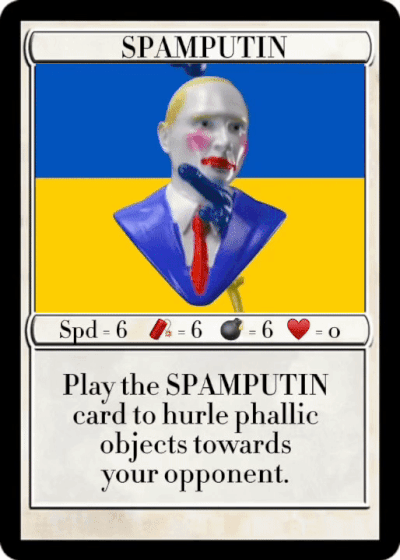 SPAMPUTIN
Spd = 6 🧨 = 6 💣 = 6 ❤️ = 0
Play the SPAMPUTIN
card to hurle phallic
objects towards
your opponent.